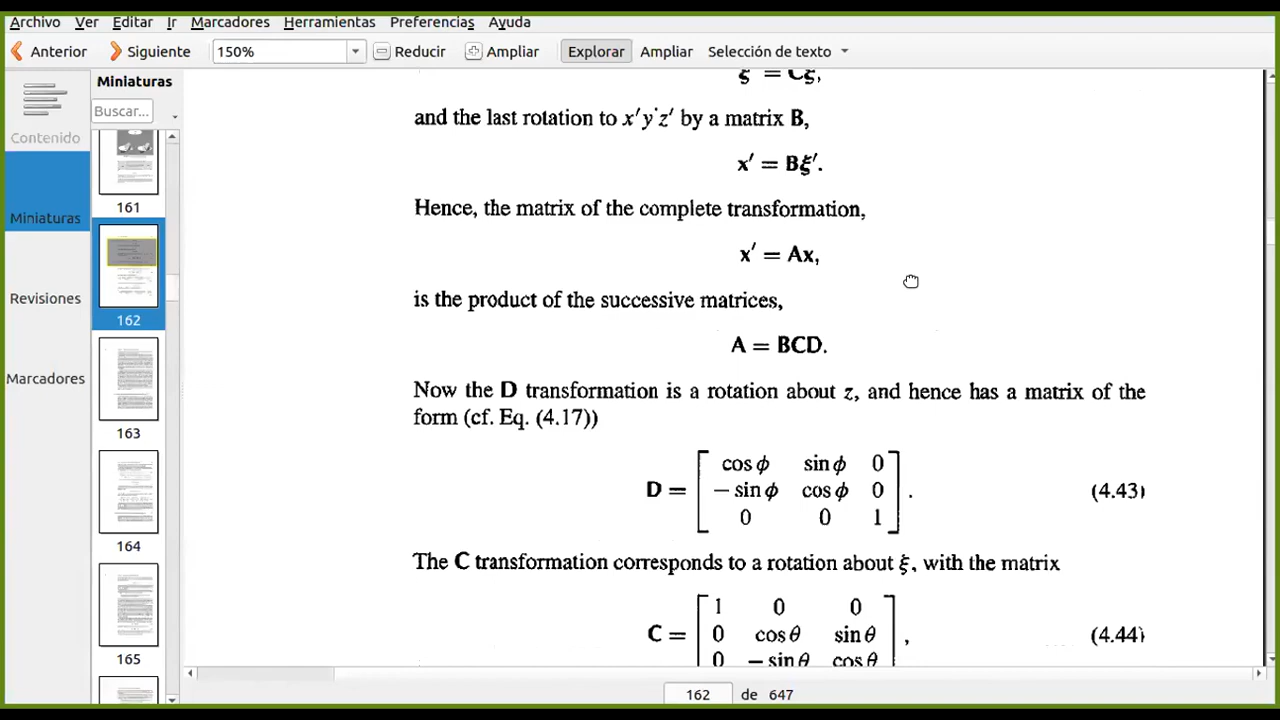 Archivo Ver Editar Ir Marcadores Herramientas Preferencias Ayuda
Anterior Siguiente 150% Reducir Ampliar Explorar Ampliar Selección de texto
Contenido
Miniaturas
Revisiones
Marcadores
Miniaturas
Buscar...
161
162
163
164
165
ξ′ = Cξ,
and the last rotation to x′y′z′ by a matrix B,
x′ = Bξ′.
Hence, the matrix of the complete transformation,
x′ = Ax,
is the product of the successive matrices,
A = BCD.
Now the D transformation is a rotation about z, and hence has a matrix of the
form (cf. Eq. (4.17))
cos ϕ sin ϕ 0
D = − sin ϕ cos ϕ 0 . (4.43)
0 0 1
The C transformation corresponds to a rotation about ξ, with the matrix
1 0 0
C = 0 cos θ sin θ , (4.44)
0 − sin θ cos θ
162 de 647